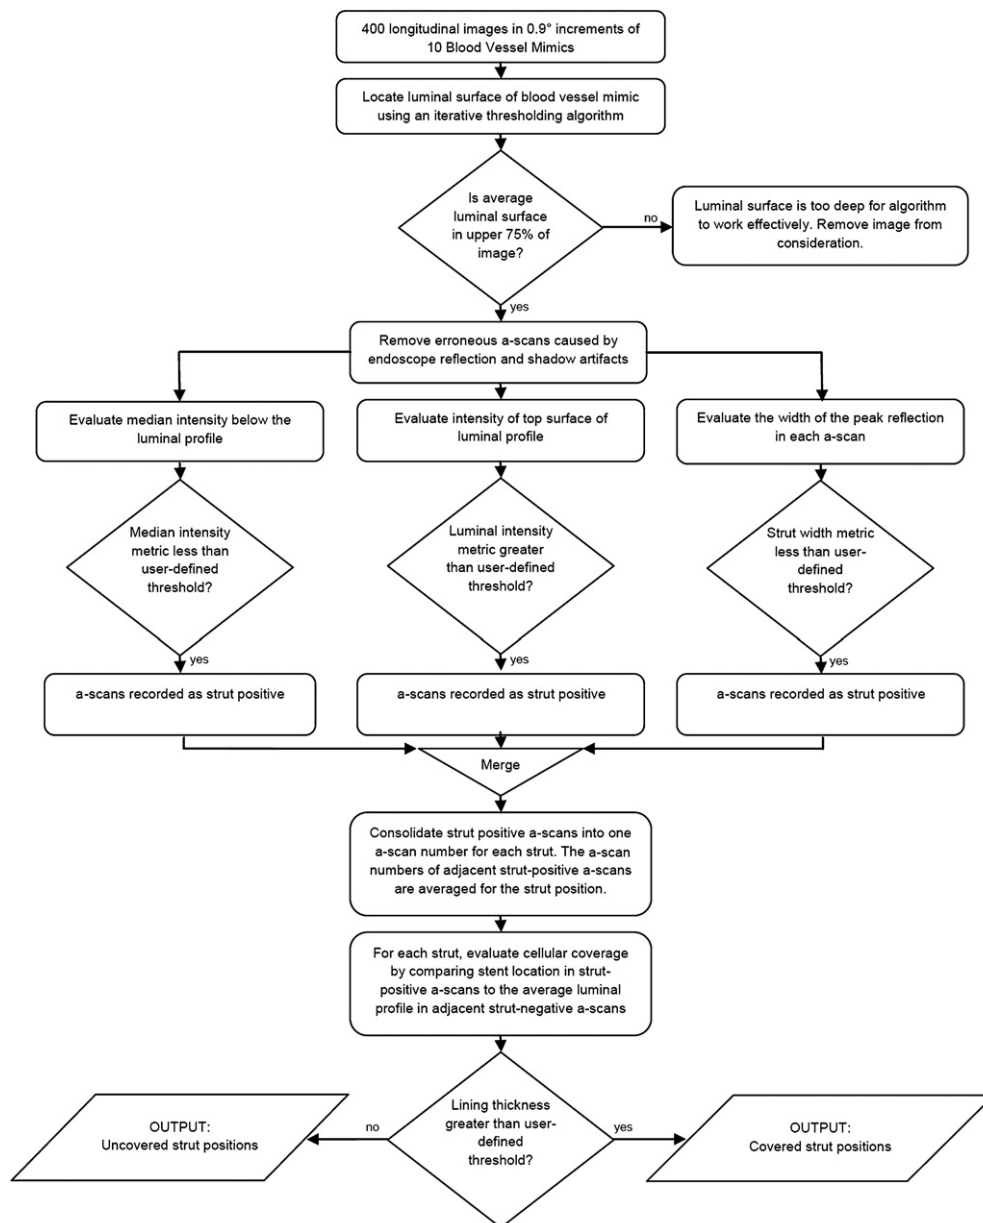 400 longitudinal images in 0.9° increments of
10 Blood Vessel Mimics
Locate luminal surface of blood vessel mimic
using an iterative thresholding algorithm
Is average
luminal surface
in upper 75% of
image?
no
Luminal surface is too deep for algorithm
to work effectively. Remove image from
consideration.
yes
Remove erroneous a-scans caused by
endoscope reflection and shadow artifacts
Evaluate median intensity below the
luminal profile
Evaluate intensity of top surface of
luminal profile
Evaluate the width of the peak reflection
in each a-scan
Median intensity
metric less than
user-defined
threshold?
Luminal intensity
metric greater
than user-defined
threshold?
Strut width metric
less than user-
defined
threshold?
yes
yes
yes
a-scans recorded as strut positive
a-scans recorded as strut positive
a-scans recorded as strut positive
Merge
Consolidate strut positive a-scans into one
a-scan number for each strut. The a-scan
numbers of adjacent strut-positive a-scans
are averaged for the strut position.
For each strut, evaluate cellular coverage
by comparing stent location in strut-
positive a-scans to the average luminal
profile in adjacent strut-negative a-scans
Lining thickness
greater than user-
defined
threshold?
no
yes
OUTPUT:
Uncovered strut positions
OUTPUT:
Covered strut positions